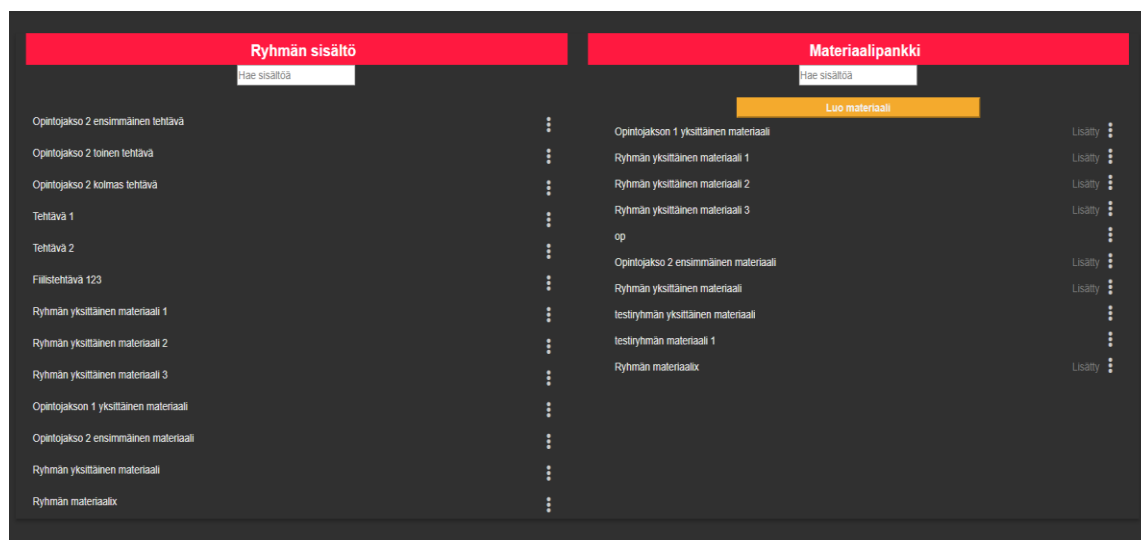 Ryhmän sisältö
Hae sisältöä
Opintojakso 2 ensimmäinen tehtävä
Opintojakso 2 toinen tehtävä
Opintojakso 2 kolmas tehtävä
Tehtävä 1
Tehtävä 2
Fiilistehtävä 123
Ryhmän yksittäinen materiaali 1
Ryhmän yksittäinen materiaali 2
Ryhmän yksittäinen materiaali 3
Opintojakson 1 yksittäinen materiaali
Opintojakso 2 ensimmäinen materiaali
Ryhmän yksittäinen materiaali
Ryhmän materiaalix
Materiaalipankki
Hae sisältöä
Luo materiaali
Opintojakson 1 yksittäinen materiaali Lisätty
Ryhmän yksittäinen materiaali 1 Lisätty
Ryhmän yksittäinen materiaali 2 Lisätty
Ryhmän yksittäinen materiaali 3 Lisätty
op
Opintojakso 2 ensimmäinen materiaali Lisätty
Ryhmän yksittäinen materiaali Lisätty
testiryhmän yksittäinen materiaali
testiryhmän materiaali 1
Ryhmän materiaalix Lisätty